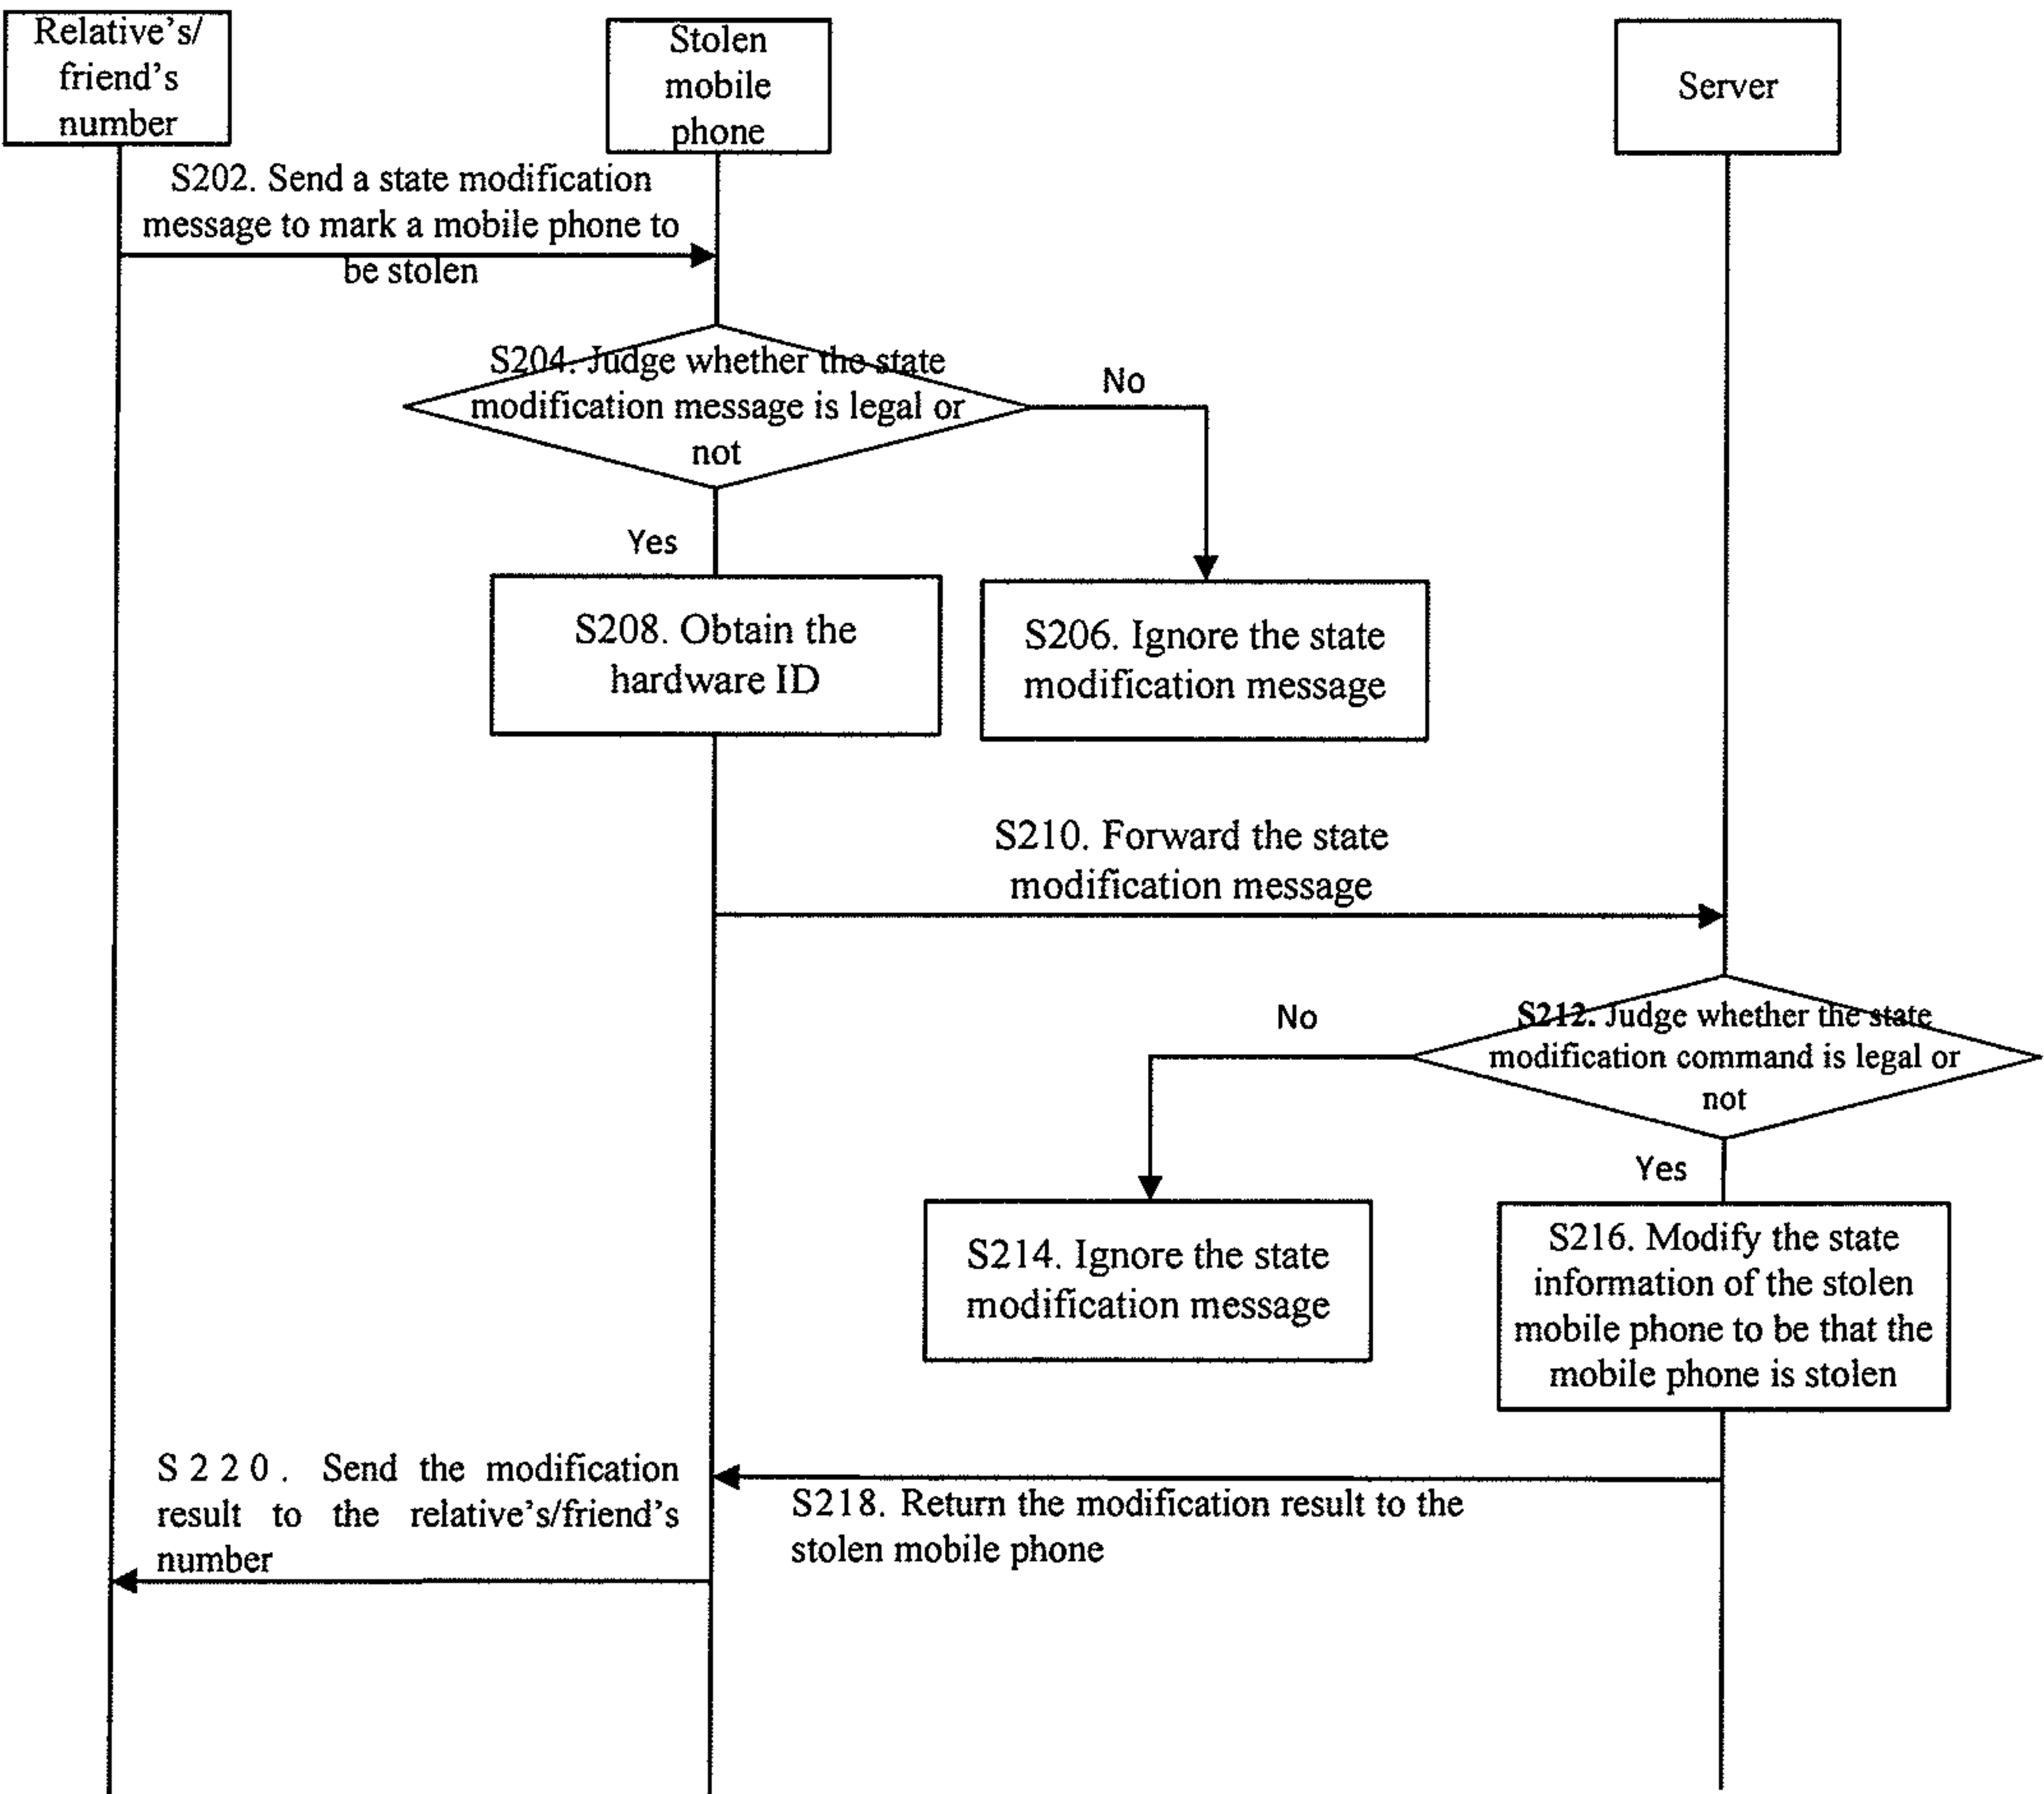 Relative's/
friend's
number
Stolen
mobile
phone
Server
S202. Send a state modification
message to mark a mobile phone to
be stolen
S204. Judge whether the state
modification message is legal or
not
No
Yes
S208. Obtain the
hardware ID
S206. Ignore the state
modification message
S210. Forward the state
modification message
S212. Judge whether the state
modification command is legal or
not
No
Yes
S214. Ignore the state
modification message
S216. Modify the state
information of the stolen
mobile phone to be that the
mobile phone is stolen
S220. Send the modification
result to the relative's/friend's
number
S218. Return the modification result to the
stolen mobile phone